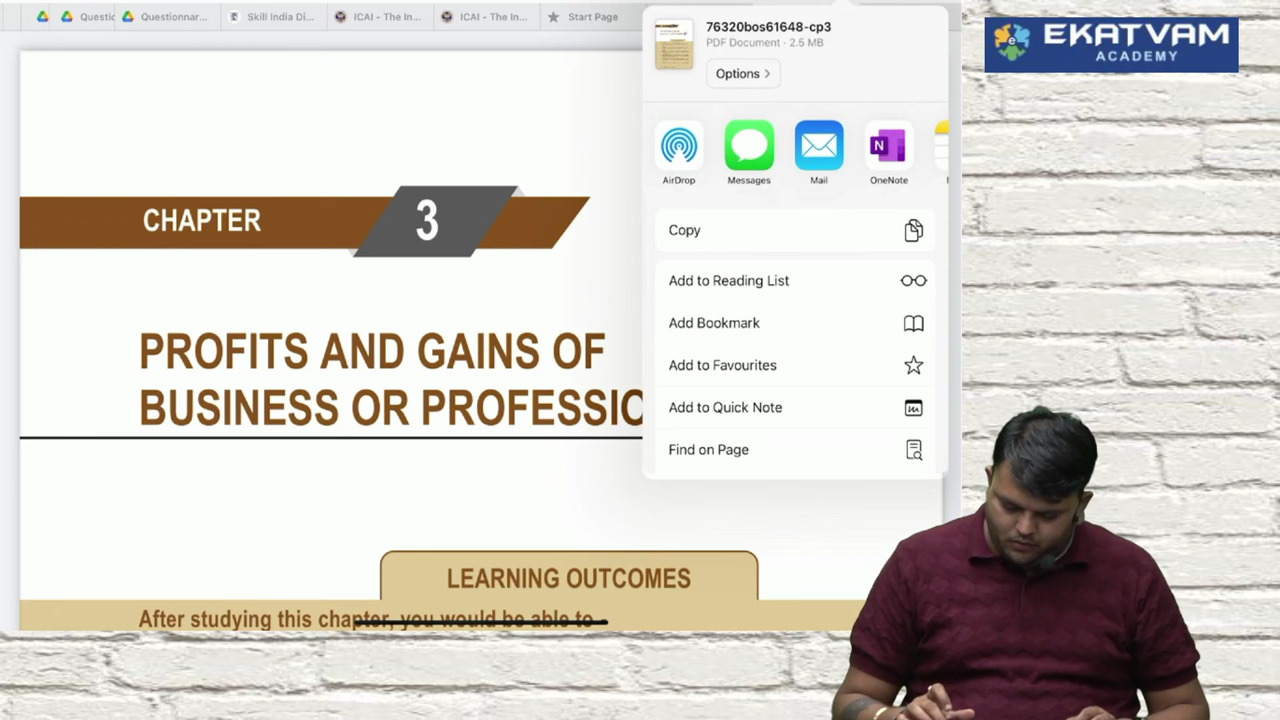 Questic
Questionnar...
Skill India Di...
ICAI - The In...
ICAI - The In...
Start Page
CHAPTER 3
PROFITS AND GAINS OF
BUSINESS OR PROFESSIO
LEARNING OUTCOMES
After studying this chapter, you would be able to
76320bos61648-cp3
PDF Document · 2.5 MB
Options >
AirDrop
Messages
Mail
N
OneNote
Copy
Add to Reading List
Add Bookmark
Add to Favourites
Add to Quick Note
Find on Page
e EKATVAM
ACADEMY